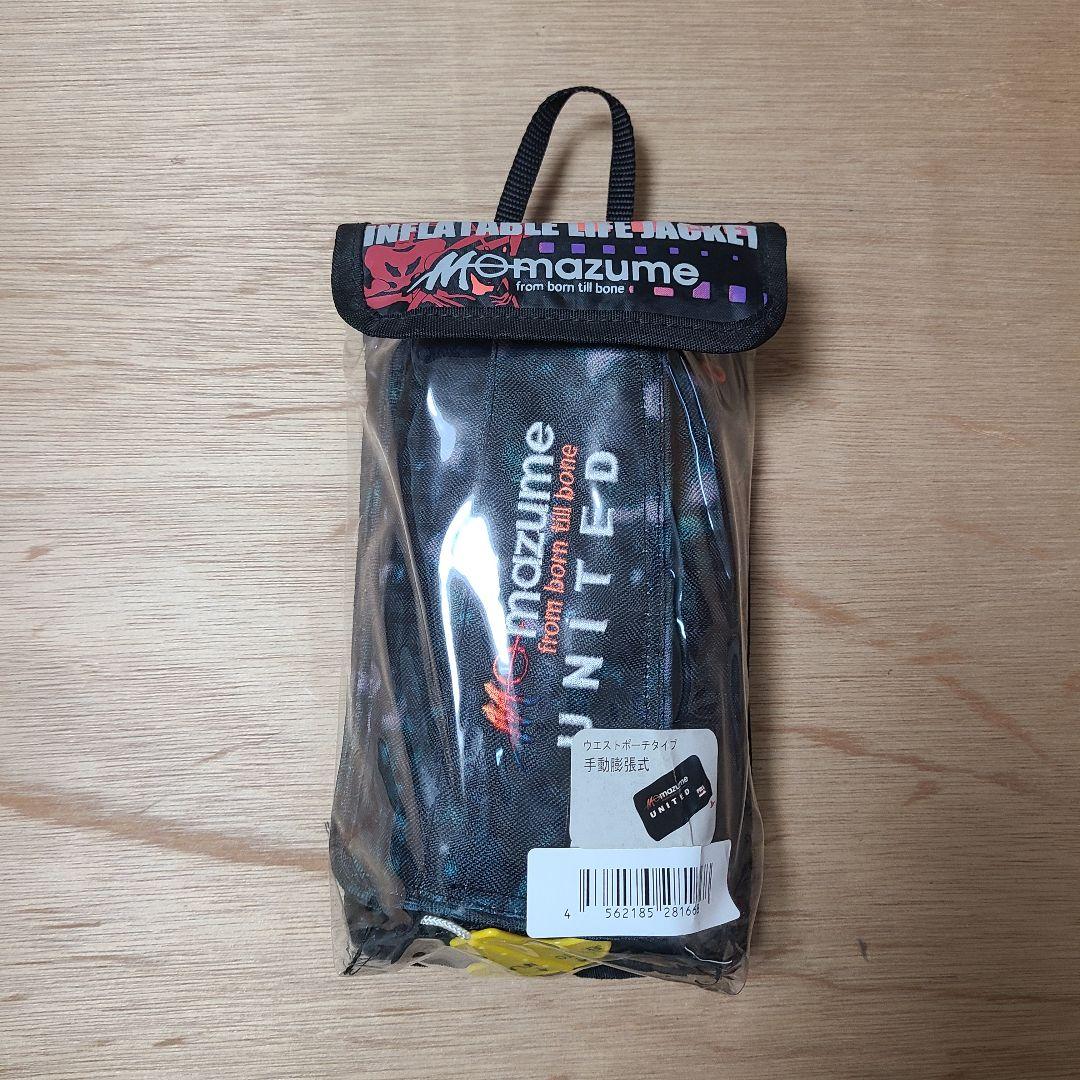 INFLATABLE LIFE JACKET
mazume
from born till bone
mazume
from born till bone
UNITED
ウエストポーチタイプ
手動膨張式
mazume
UNITED
4 562185 28166